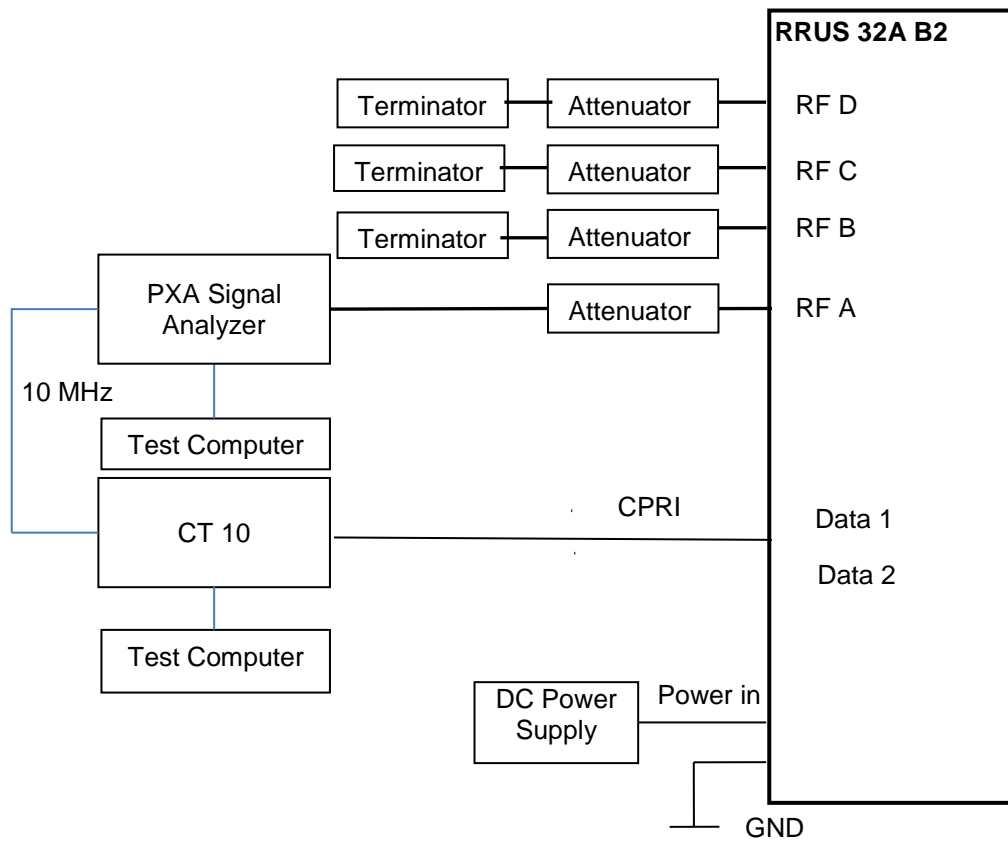 RRUS 32A B2
Terminator
Attenuator
RF D
Terminator
Attenuator
RF C
Terminator
Attenuator
RF B
PXA Signal
Analyzer
Attenuator
RF A
10 MHz
Test Computer
CT 10
CPRI
Data 1
Data 2
Test Computer
DC Power
Supply
Power in
GND